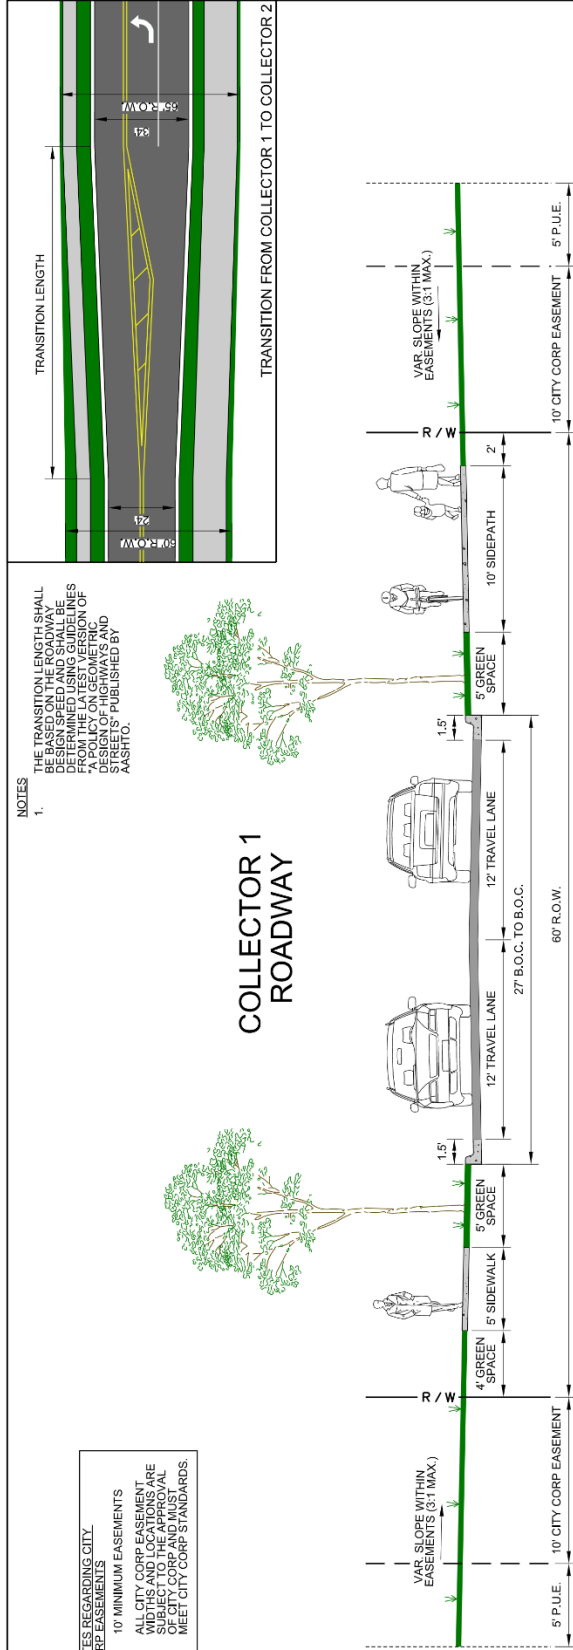 TES REGARDING CITY
RP EASEMENTS
10' MINIMUM EASEMENTS
ALL CITY CORP EASEMENT
WIDTHS AND LOCATIONS ARE
SUBJECT TO THE APPROVAL
OF CITY CORP AND MUST
MEET CITY CORP STANDARDS.
COLLECTOR 1
ROADWAY
NOTES
1.
THE TRANSITION LENGTH SHALL
BE BASED ON THE ROADWAY
DESIGN SPEED AND SHALL BE
DETERMINED USING GUIDELINES
FROM THE LATEST VERSION OF
"A POLICY ON GEOMETRIC
DESIGN OF HIGHWAYS AND
STREETS" PUBLISHED BY
AASHTO.
TRANSITION LENGTH
60' R.O.W.
24'
34'
65' R.O.W.
TRANSITION FROM COLLECTOR 1 TO COLLECTOR 2
VAR. SLOPE WITHIN
EASEMENTS (3:1 MAX.)
R / W
R / W
VAR. SLOPE WITHIN
EASEMENTS (3:1 MAX.)
5' P.U.E.
10' CITY CORP EASEMENT
4' GREEN
SPACE
5' SIDEWALK
5' GREEN
SPACE
1.5'
12' TRAVEL LANE
12' TRAVEL LANE
1.5'
5' GREEN
SPACE
10' SIDEPATH
2'
10' CITY CORP EASEMENT
5' P.U.E.
27' B.O.C. TO B.O.C.
60' R.O.W.